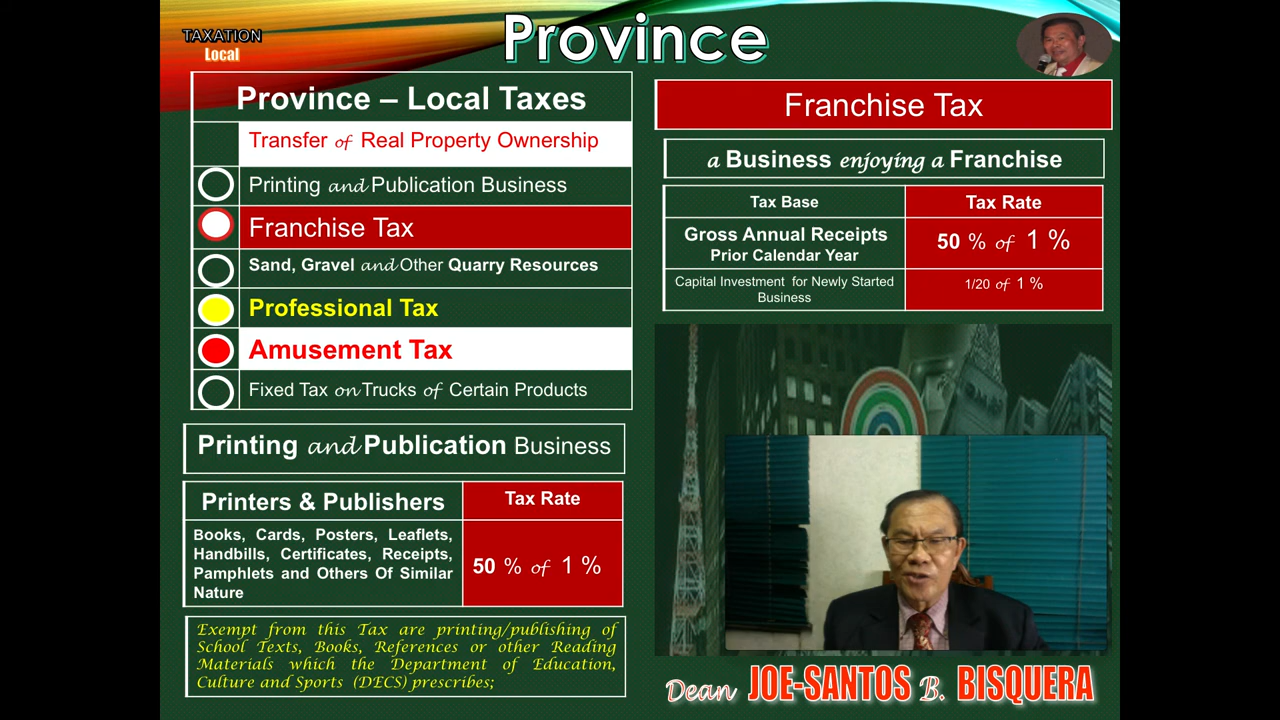 TAXATION
Local
Province
Province – Local Taxes
Transfer of Real Property Ownership
Printing and Publication Business
Franchise Tax
Sand, Gravel and Other Quarry Resources
Professional Tax
Amusement Tax
Fixed Tax on Trucks of Certain Products
Printing and Publication Business
Printers & Publishers
Tax Rate
Books, Cards, Posters, Leaflets,
Handbills, Certificates, Receipts,
Pamphlets and Others Of Similar
Nature
50 % of 1 %
Exempt from this Tax are printing/publishing of
School Texts, Books, References or other Reading
Materials which the Department of Education,
Culture and Sports (DECS) prescribes;
Franchise Tax
a Business enjoying a Franchise
Tax Base
Tax Rate
Gross Annual Receipts
Prior Calendar Year
50 % of 1 %
Capital Investment for Newly Started
Business
1/20 of 1 %
Dean JOE-SANTOS B. BISQUERA